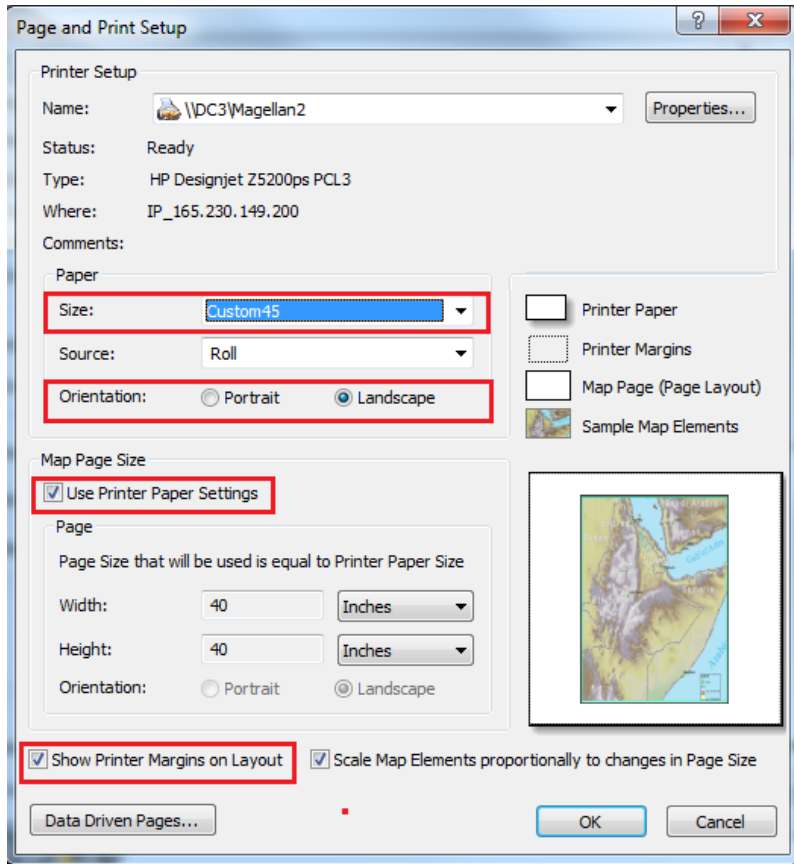 Page and Print Setup
Printer Setup
Name: \\DC3\Magellan2 Properties...
Status: Ready
Type: HP Designjet Z5200ps PCL3
Where: IP_165.230.149.200
Comments:
Paper
Size: Custom45
Source: Roll
Orientation: Portrait Landscape
Printer Paper
Printer Margins
Map Page (Page Layout)
Sample Map Elements
Map Page Size
Use Printer Paper Settings
Page
Page Size that will be used is equal to Printer Paper Size
Width: 40 Inches
Height: 40 Inches
Orientation: Portrait Landscape
Show Printer Margins on Layout Scale Map Elements proportionally to changes in Page Size
Data Driven Pages... OK Cancel